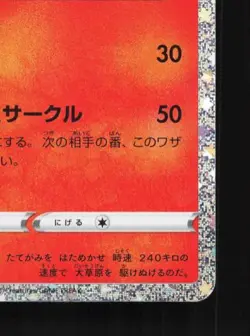 30
サークル 50
にする。次の相手の番、このワザ
い。
にげる
たてがみを はためかせ 時速 240キロの
速度で 大草原を 駆けぬけるのだ。